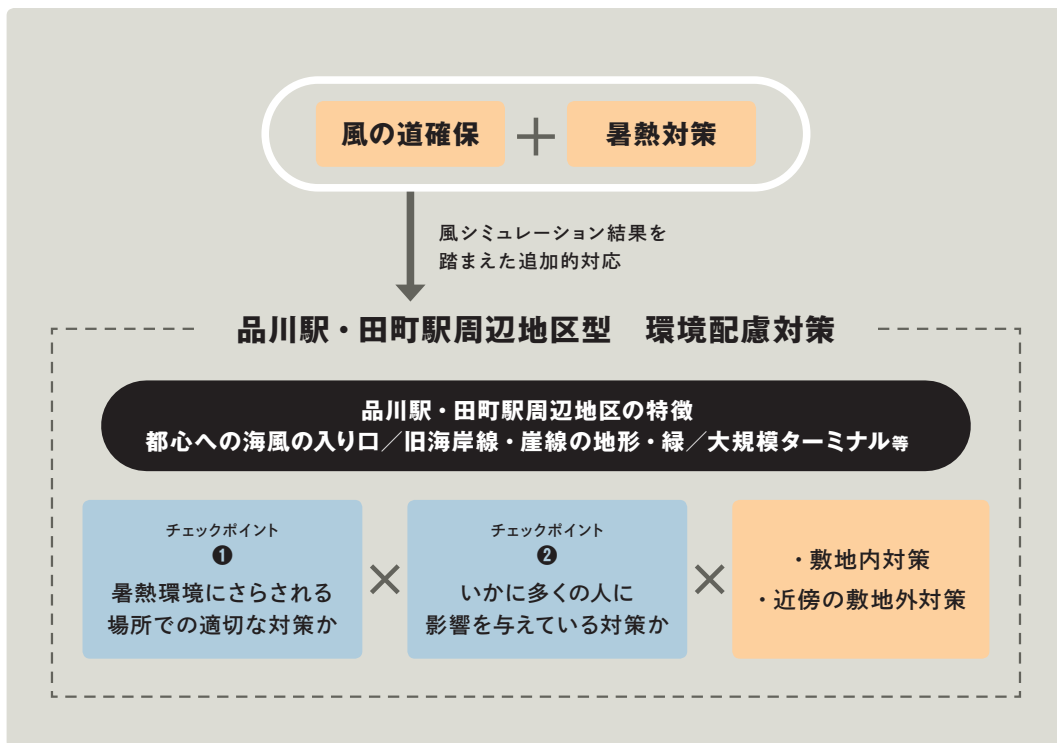 風の道確保 + 暑熱対策
風シミュレーション結果を
踏まえた追加的対応
品川駅・田町駅周辺地区型　環境配慮対策
品川駅・田町駅周辺地区の特徴
都心への海風の入り口／旧海岸線・崖線の地形・緑／大規模ターミナル等
チェックポイント
❶
暑熱環境にさらされる
場所での適切な対策か
×
チェックポイント
❷
いかに多くの人に
影響を与えている対策か
×
・敷地内対策
・近傍の敷地外対策